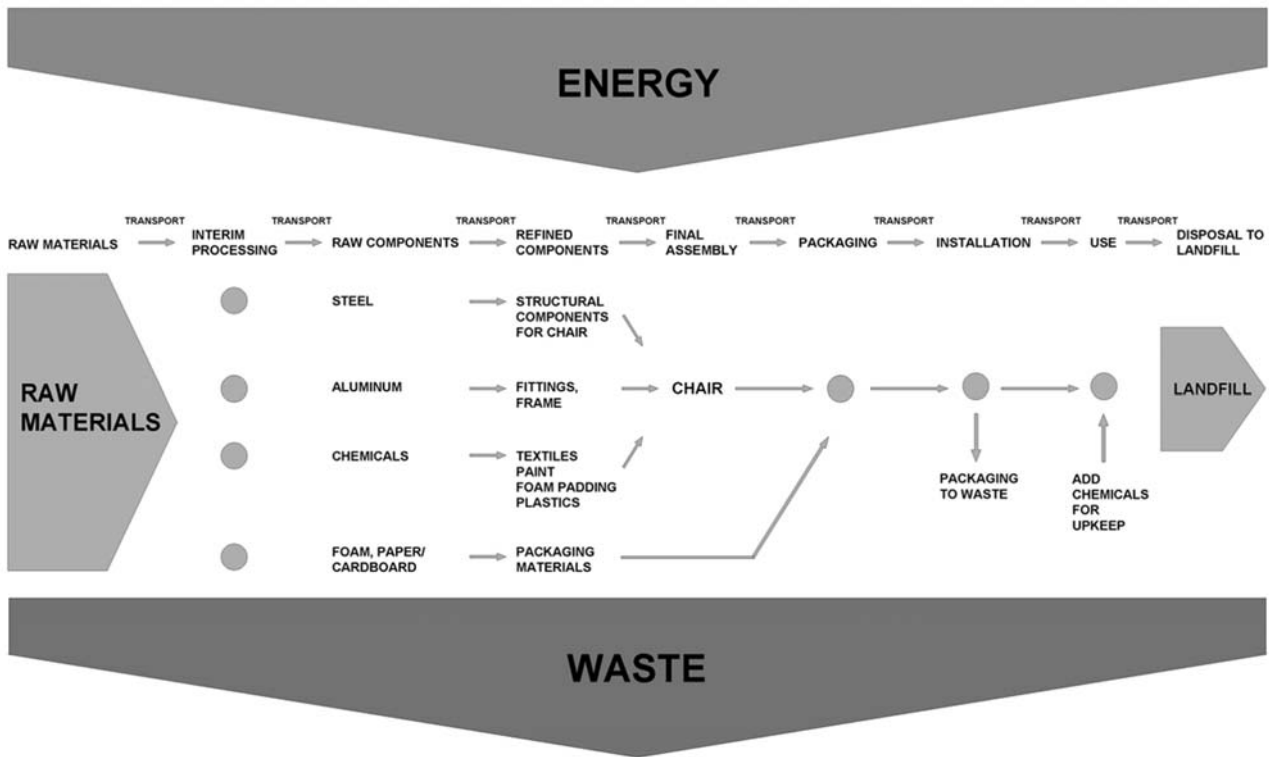 ENERGY
TRANSPORT TRANSPORT TRANSPORT TRANSPORT TRANSPORT TRANSPORT TRANSPORT TRANSPORT
RAW MATERIALS
INTERIM
PROCESSING
RAW COMPONENTS
REFINED
COMPONENTS
FINAL
ASSEMBLY
PACKAGING
INSTALLATION
USE
DISPOSAL TO
LANDFILL
RAW
MATERIALS
STEEL
STRUCTURAL
COMPONENTS
FOR CHAIR
ALUMINUM
FITTINGS,
FRAME
CHAIR
LANDFILL
CHEMICALS
TEXTILES
PAINT
FOAM PADDING
PLASTICS
PACKAGING
TO WASTE
ADD
CHEMICALS
FOR
UPKEEP
FOAM, PAPER/
CARDBOARD
PACKAGING
MATERIALS
WASTE